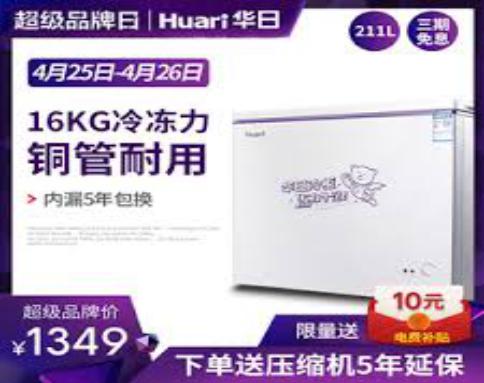 超级品牌日 | Huari 华日
211L
三期
免息
4月25日-4月26日
16KG冷冻力
铜管耐用
> 内漏5年包换
Huari
超级品牌价
¥1349
限量送
10元
电费补贴
下单送压缩机5年延保